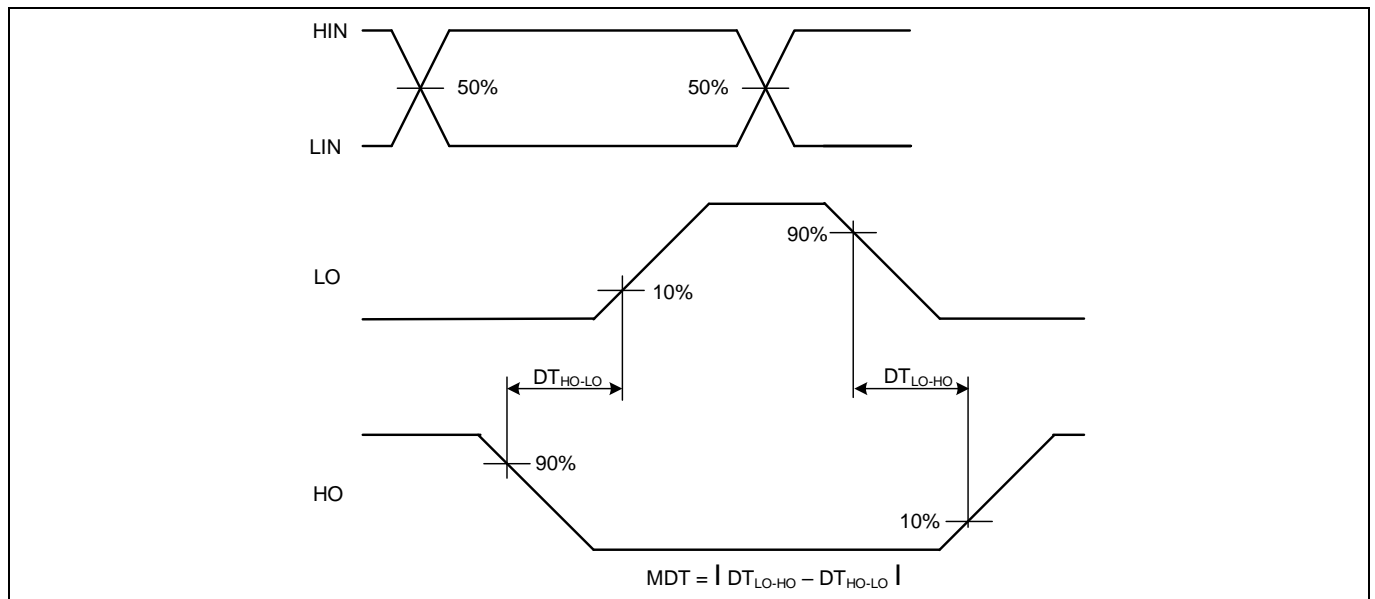 HIN
50%
50%
LIN
90%
LO
10%
DTHO-LO
DTLO-HO
90%
HO
10%
MDT = | DTLO-HO – DTHO-LO |